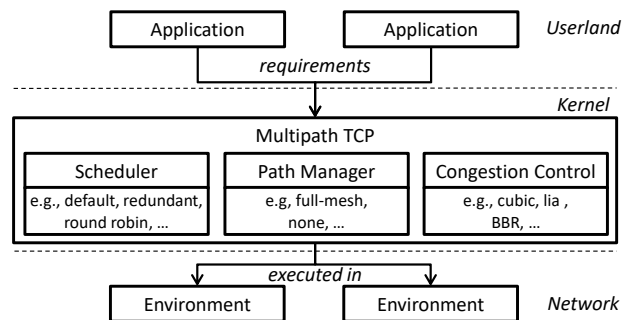 Application
Application
Userland
requirements
Kernel
Multipath TCP
Scheduler
e.g., default, redundant,
round robin, ...
Path Manager
e.g, full-mesh,
none, ...
Congestion Control
e.g., cubic, lia ,
BBR, ...
executed in
Environment
Environment
Network